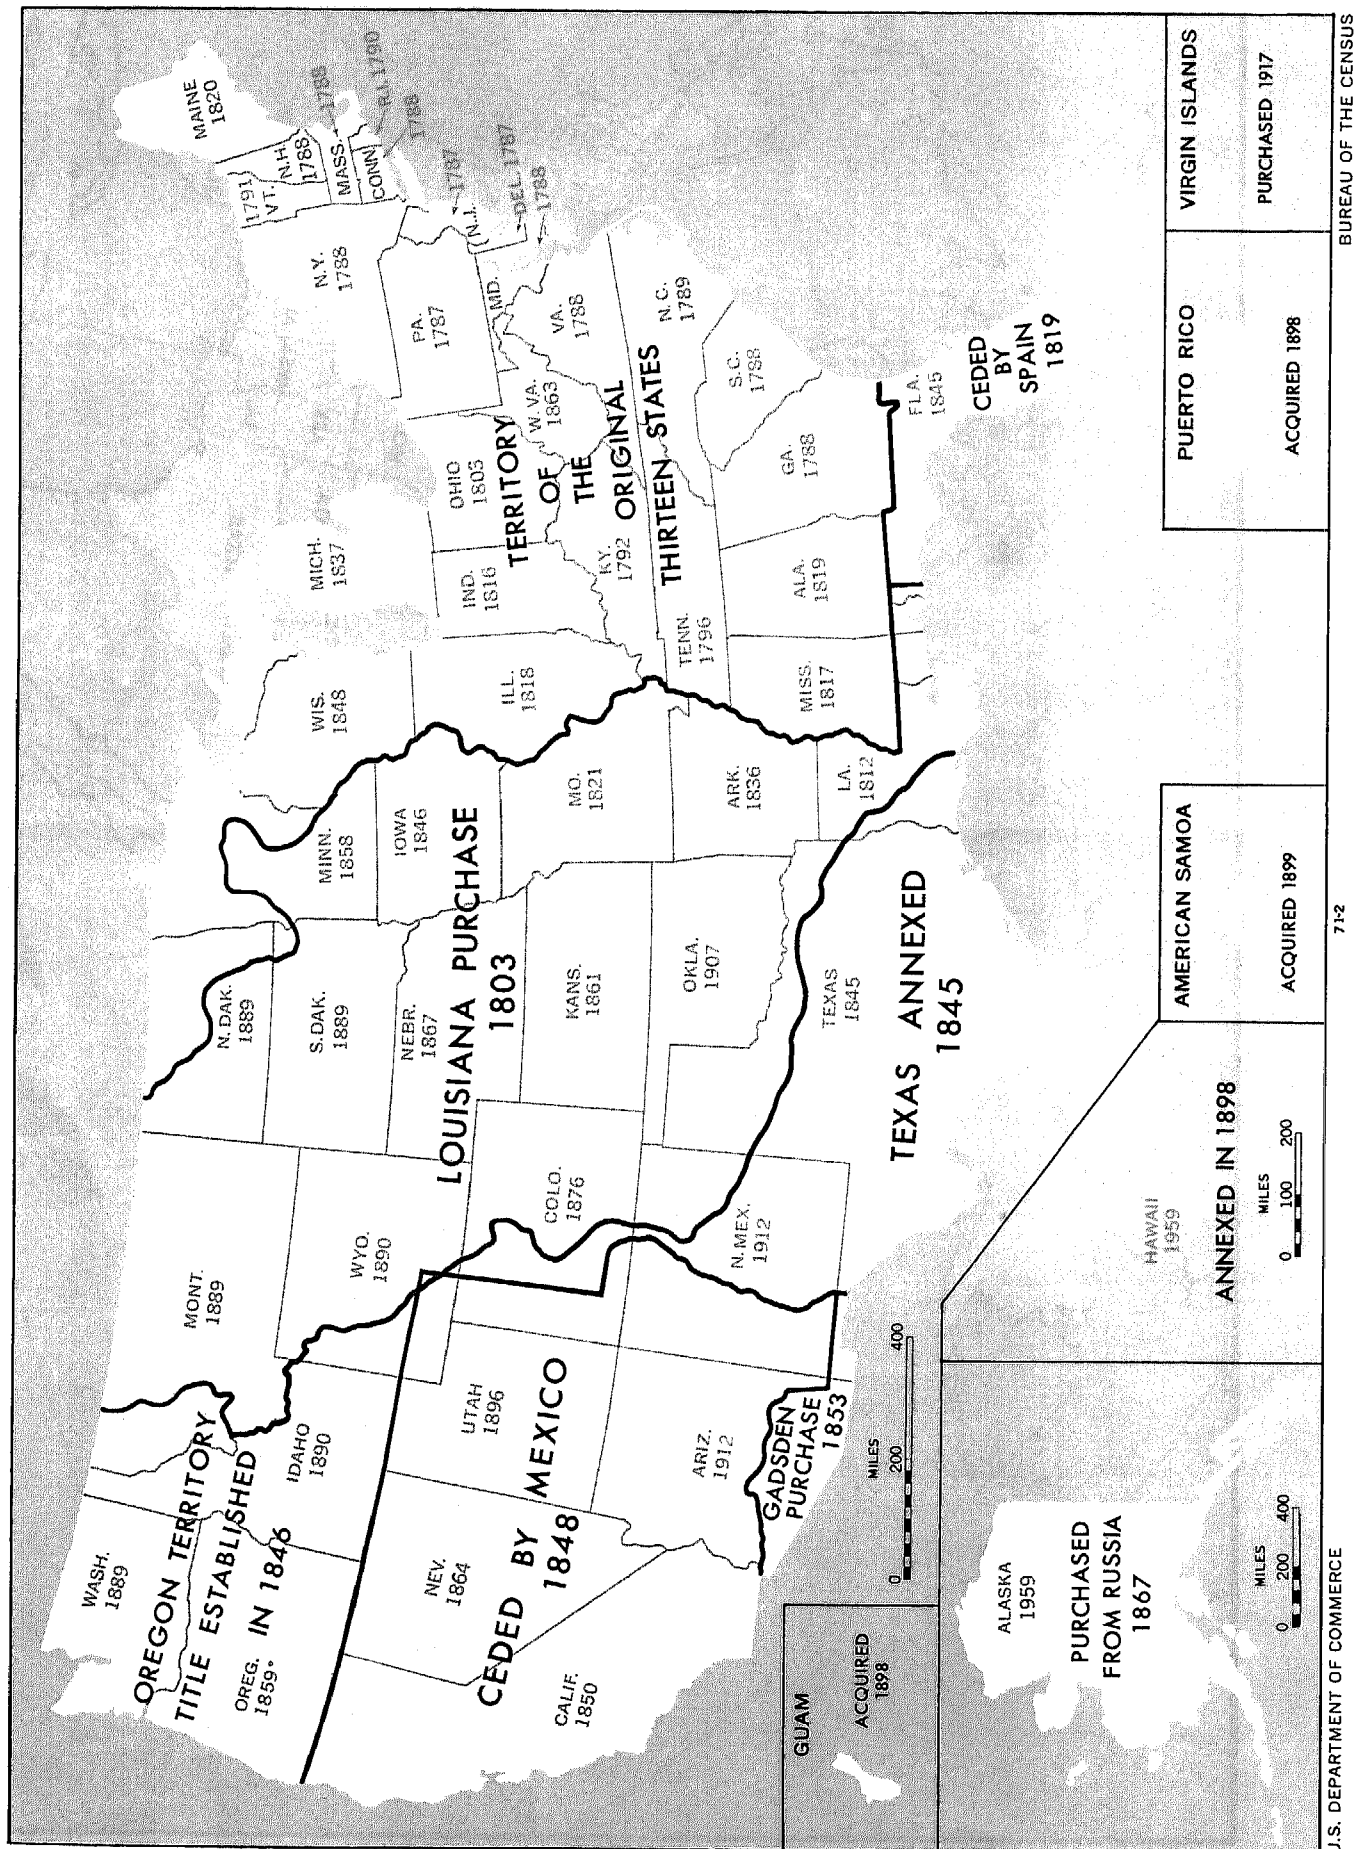 WASH.
1889
OREGON TERRITORY
TITLE ESTABLISHED
IN 1846
OREG.
1859
IDAHO
1890
MONT.
1889
WYO.
1890
N. DAK.
1889
S. DAK.
1889
NEBR.
1867
MINN.
1858
IOWA
1846
WIS.
1848
MICH.
1837
ILL.
1818
IND.
1816
OHIO
1803
PA.
1787
N.Y.
1788
1791
VT.
N.H.
1788
MAINE
1820
MASS.
1788
CONN.
1788
R.I. 1790
N.J.
1787
DEL. 1787
MD.
1788
VA.
1788
W. VA.
1863
KY.
1792
TENN.
1796
N. C.
1789
S.C.
1788
GA.
1788
ALA.
1819
MISS.
1817
FLA.
1845
LA.
1812
ARK.
1836
MO.
1821
KANS.
1861
OKLA.
1907
TEXAS
1845
N. MEX.
1912
COLO.
1876
UTAH
1896
ARIZ.
1912
NEV.
1864
CALIF.
1850
CEDED BY MEXICO
1848
LOUISIANA PURCHASE
1803
TERRITORY
OF
THE
ORIGINAL
THIRTEEN STATES
CEDED
BY
SPAIN
1819
TEXAS ANNEXED
1845
GADSDEN
PURCHASE
1853
MILES
0 200 400
GUAM
ACQUIRED
1898
ALASKA
1959
PURCHASED
FROM RUSSIA
1867
MILES
0 200 400
HAWAII
1959
ANNEXED IN 1898
MILES
0 100 200
AMERICAN SAMOA
ACQUIRED 1899
PUERTO RICO
ACQUIRED 1898
VIRGIN ISLANDS
PURCHASED 1917
U.S. DEPARTMENT OF COMMERCE
71-2
BUREAU OF THE CENSUS